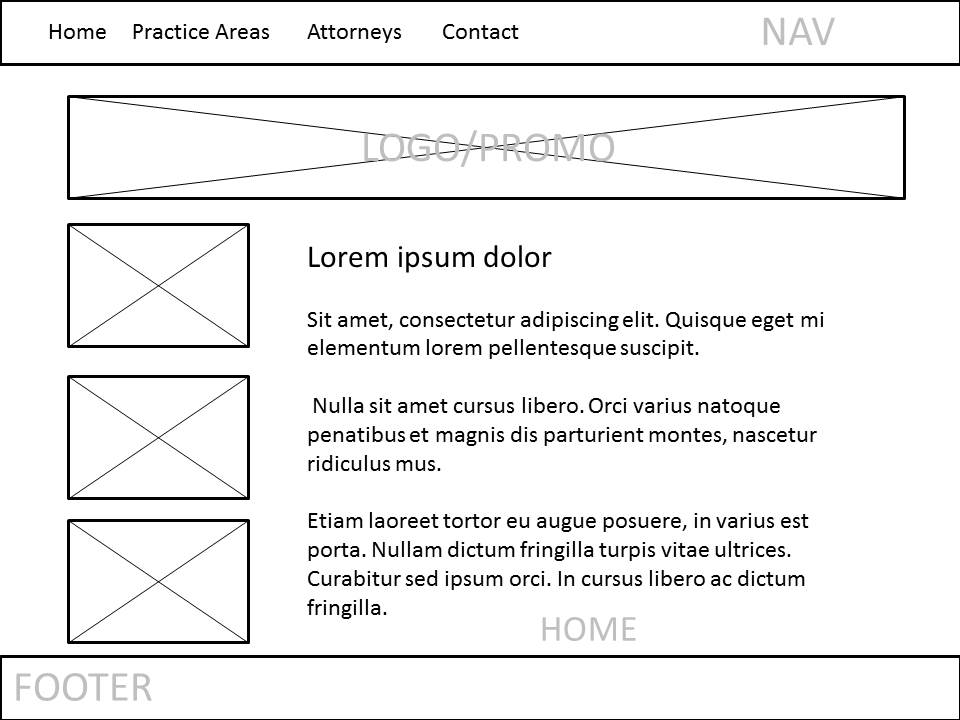 Home Practice Areas Attorneys Contact NAV
LOGO/PROMO
Lorem ipsum dolor
Sit amet, consectetur adipiscing elit. Quisque eget mi
elementum lorem pellentesque suscipit.
Nulla sit amet cursus libero. Orci varius natoque
penatibus et magnis dis parturient montes, nascetur
ridiculus mus.
Etiam laoreet tortor eu augue posuere, in varius est
porta. Nullam dictum fringilla turpis vitae ultrices.
Curabitur sed ipsum orci. In cursus libero ac dictum
fringilla.
HOME
FOOTER